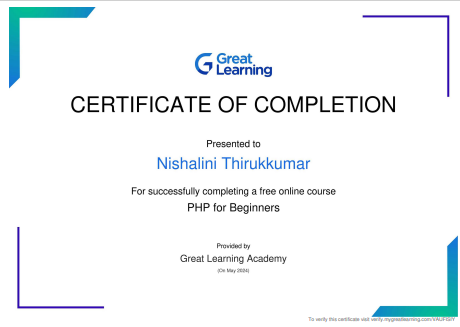 Great
Learning
CERTIFICATE OF COMPLETION
Presented to
Nishalini Thirukkumar
For successfully completing a free online course
PHP for Beginners
Provided by
Great Learning Academy
(On May 2024)
To verify this certificate visit verify.mygreatlearning.com/